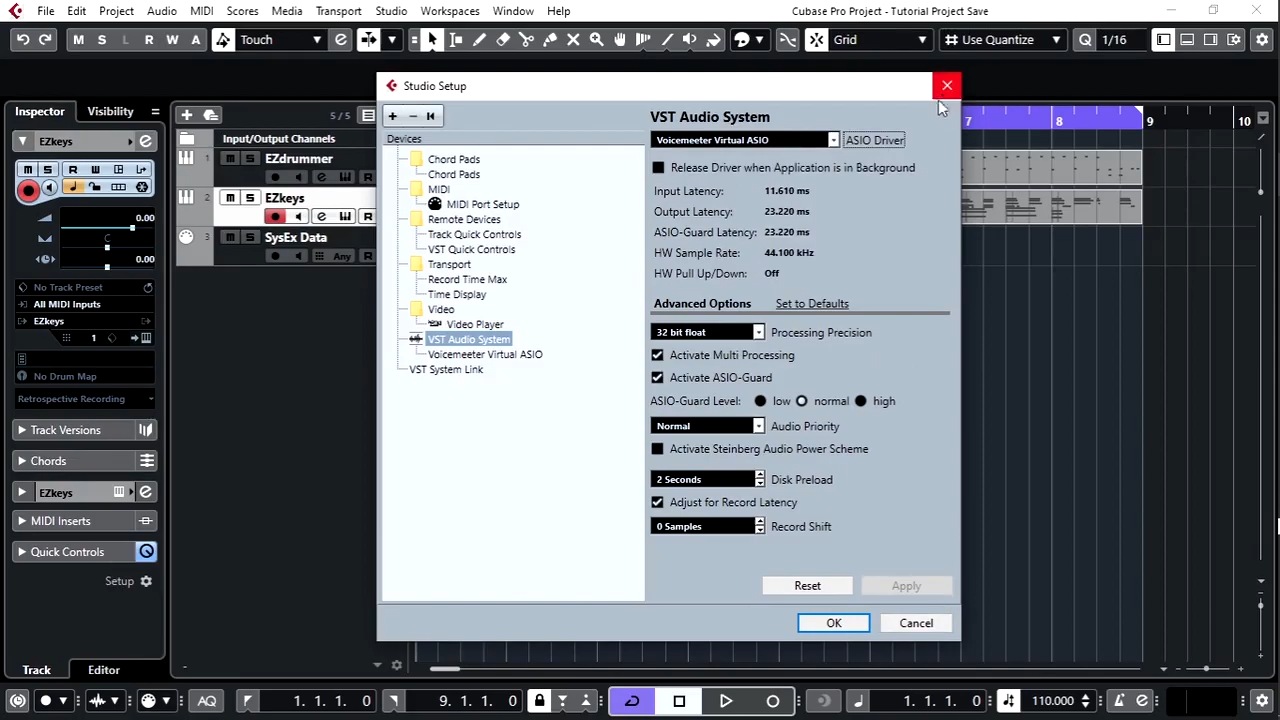 File Edit Project Audio MIDI Scores Media Transport Studio Workspaces Window Help Cubase Pro Project - Tutorial Project Save
M S L R W A Touch Grid Use Quantize Q 1/16
Studio Setup
Inspector Visibility
5/5
7 8 9 10
Input/Output Channels
EZkeys
M S R W
0.00
C
0.00
No Track Preset
All MIDI Inputs
EZkeys
1
No Drum Map
Retrospective Recording
Track Versions
Chords
EZkeys
MIDI Inserts
Quick Controls
Setup
Track Editor
1 M S EZdrummer
R
2 M S EZkeys
R
3 M S SysEx Data
Any
Devices
Chord Pads
Chord Pads
MIDI
MIDI Port Setup
Remote Devices
Track Quick Controls
VST Quick Controls
Transport
Record Time Max
Time Display
Video
Video Player
VST Audio System
Voicemeeter Virtual ASIO
VST System Link
VST Audio System
Voicemeeter Virtual ASIO ASIO Driver
Release Driver when Application is in Background
Input Latency: 11.610 ms
Output Latency: 23.220 ms
ASIO-Guard Latency: 23.220 ms
HW Sample Rate: 44.100 kHz
HW Pull Up/Down: Off
Advanced Options Set to Defaults
32 bit float Processing Precision
Activate Multi Processing
Activate ASIO-Guard
ASIO-Guard Level: low normal high
Normal Audio Priority
Activate Steinberg Audio Power Scheme
2 Seconds Disk Preload
Adjust for Record Latency
0 Samples Record Shift
Reset Apply
OK Cancel
AQ 1. 1. 1. 0 9. 1. 1. 0 1. 1. 1. 0 110.000